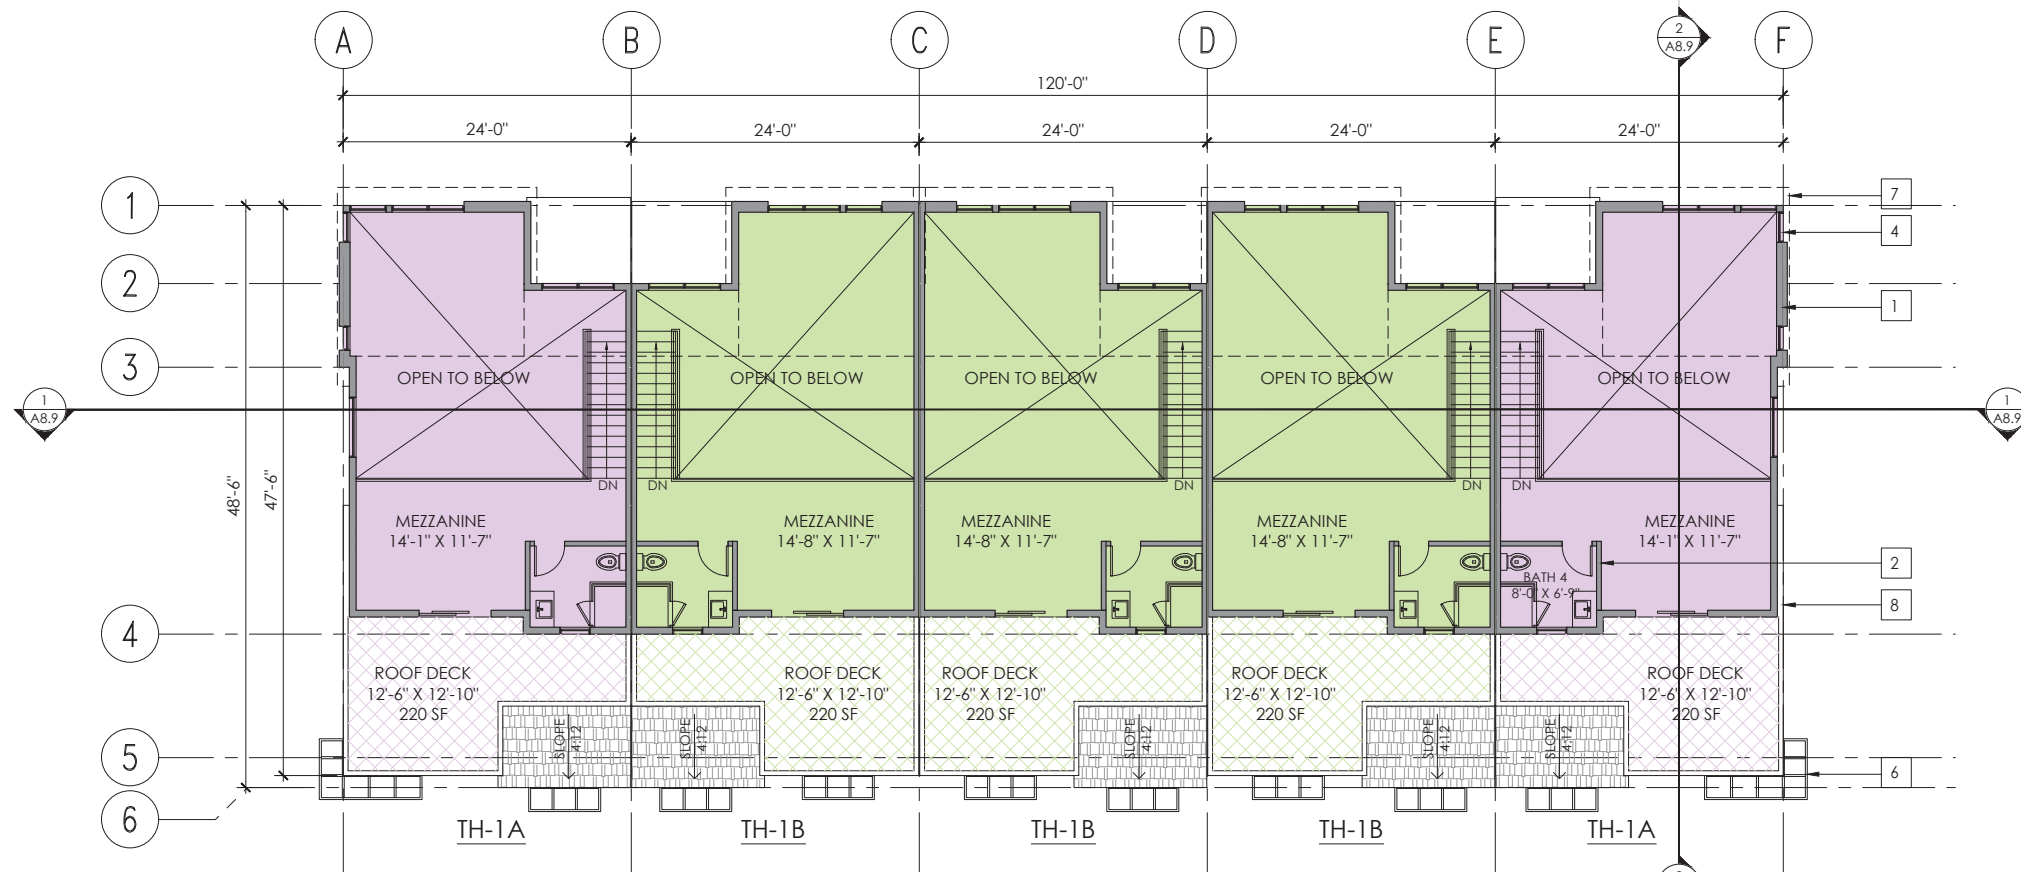 A B C D E F
2
A8.9
120'-0"
24'-0" 24'-0" 24'-0" 24'-0" 24'-0"
7
1
4
2
1
3
OPEN TO BELOW OPEN TO BELOW OPEN TO BELOW OPEN TO BELOW OPEN TO BELOW
1
A8.9
1
A8.9
48'-6"
47'-6"
DN DN DN DN DN
MEZZANINE MEZZANINE MEZZANINE MEZZANINE MEZZANINE
14'-1" X 11'-7" 14'-8" X 11'-7" 14'-8" X 11'-7" 14'-8" X 11'-7" 14'-1" X 11'-7"
2
BATH 4
8'-0" X 6'-9"
8
4
ROOF DECK ROOF DECK ROOF DECK ROOF DECK ROOF DECK
12'-6" X 12'-10" 12'-6" X 12'-10" 12'-6" X 12'-10" 12'-6" X 12'-10" 12'-6" X 12'-10"
220 SF 220 SF 220 SF 220 SF 220 SF
SLOPE SLOPE SLOPE SLOPE SLOPE
4:12 4:12 4:12 4:12 4:12
5
6
6
TH-1A TH-1B TH-1B TH-1B TH-1A